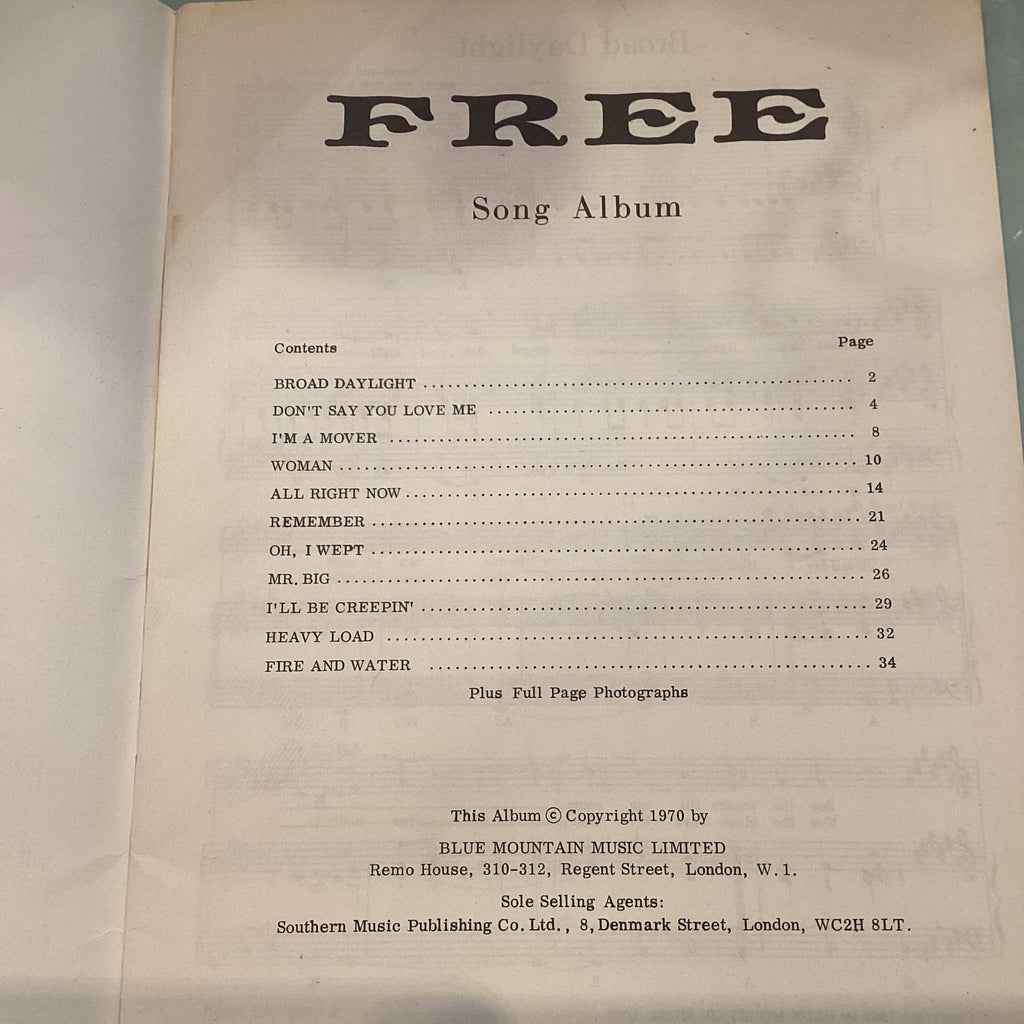 FREE
Song Album
Contents Page
BROAD DAYLIGHT ........................................................ 2
DON'T SAY YOU LOVE ME ................................................ 4
I'M A MOVER ............................................................ 8
WOMAN .................................................................. 10
ALL RIGHT NOW .......................................................... 14
REMEMBER ............................................................... 21
OH, I WEPT ............................................................. 24
MR. BIG ................................................................. 26
I'LL BE CREEPIN' ....................................................... 29
HEAVY LOAD ............................................................. 32
FIRE AND WATER ........................................................ 34
Plus Full Page Photographs
This Album © Copyright 1970 by
BLUE MOUNTAIN MUSIC LIMITED
Remo House, 310-312, Regent Street, London, W.1.
Sole Selling Agents:
Southern Music Publishing Co. Ltd., 8, Denmark Street, London, WC2H 8LT.